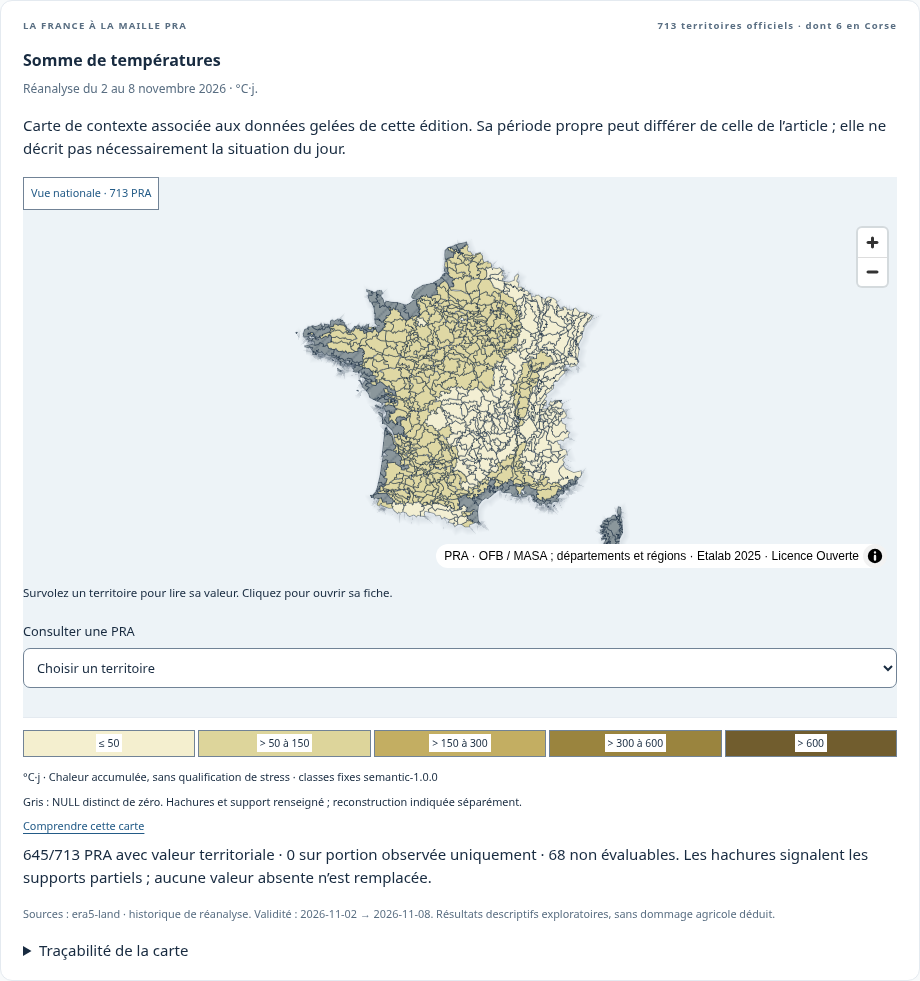 LA FRANCE À LA MAILLE PRA
713 territoires officiels · dont 6 en Corse
Somme de températures
Réanalyse du 2 au 8 novembre 2026 · °C·j.
Carte de contexte associée aux données gelées de cette édition. Sa période propre peut différer de celle de l’article ; elle ne
décrit pas nécessairement la situation du jour.
Vue nationale · 713 PRA
PRA · OFB / MASA ; départements et régions · Etalab 2025 · Licence Ouverte
Survolez un territoire pour lire sa valeur. Cliquez pour ouvrir sa fiche.
Consulter une PRA
Choisir un territoire
≤ 50
> 50 à 150
> 150 à 300
> 300 à 600
> 600
°C·j · Chaleur accumulée, sans qualification de stress · classes fixes semantic-1.0.0
Gris : NULL distinct de zéro. Hachures et support renseigné ; reconstruction indiquée séparément.
Comprendre cette carte
645/713 PRA avec valeur territoriale · 0 sur portion observée uniquement · 68 non évaluables. Les hachures signalent les
supports partiels ; aucune valeur absente n’est remplacée.
Sources : era5-land · historique de réanalyse. Validité : 2026-11-02 → 2026-11-08. Résultats descriptifs exploratoires, sans dommage agricole déduit.
Traçabilité de la carte